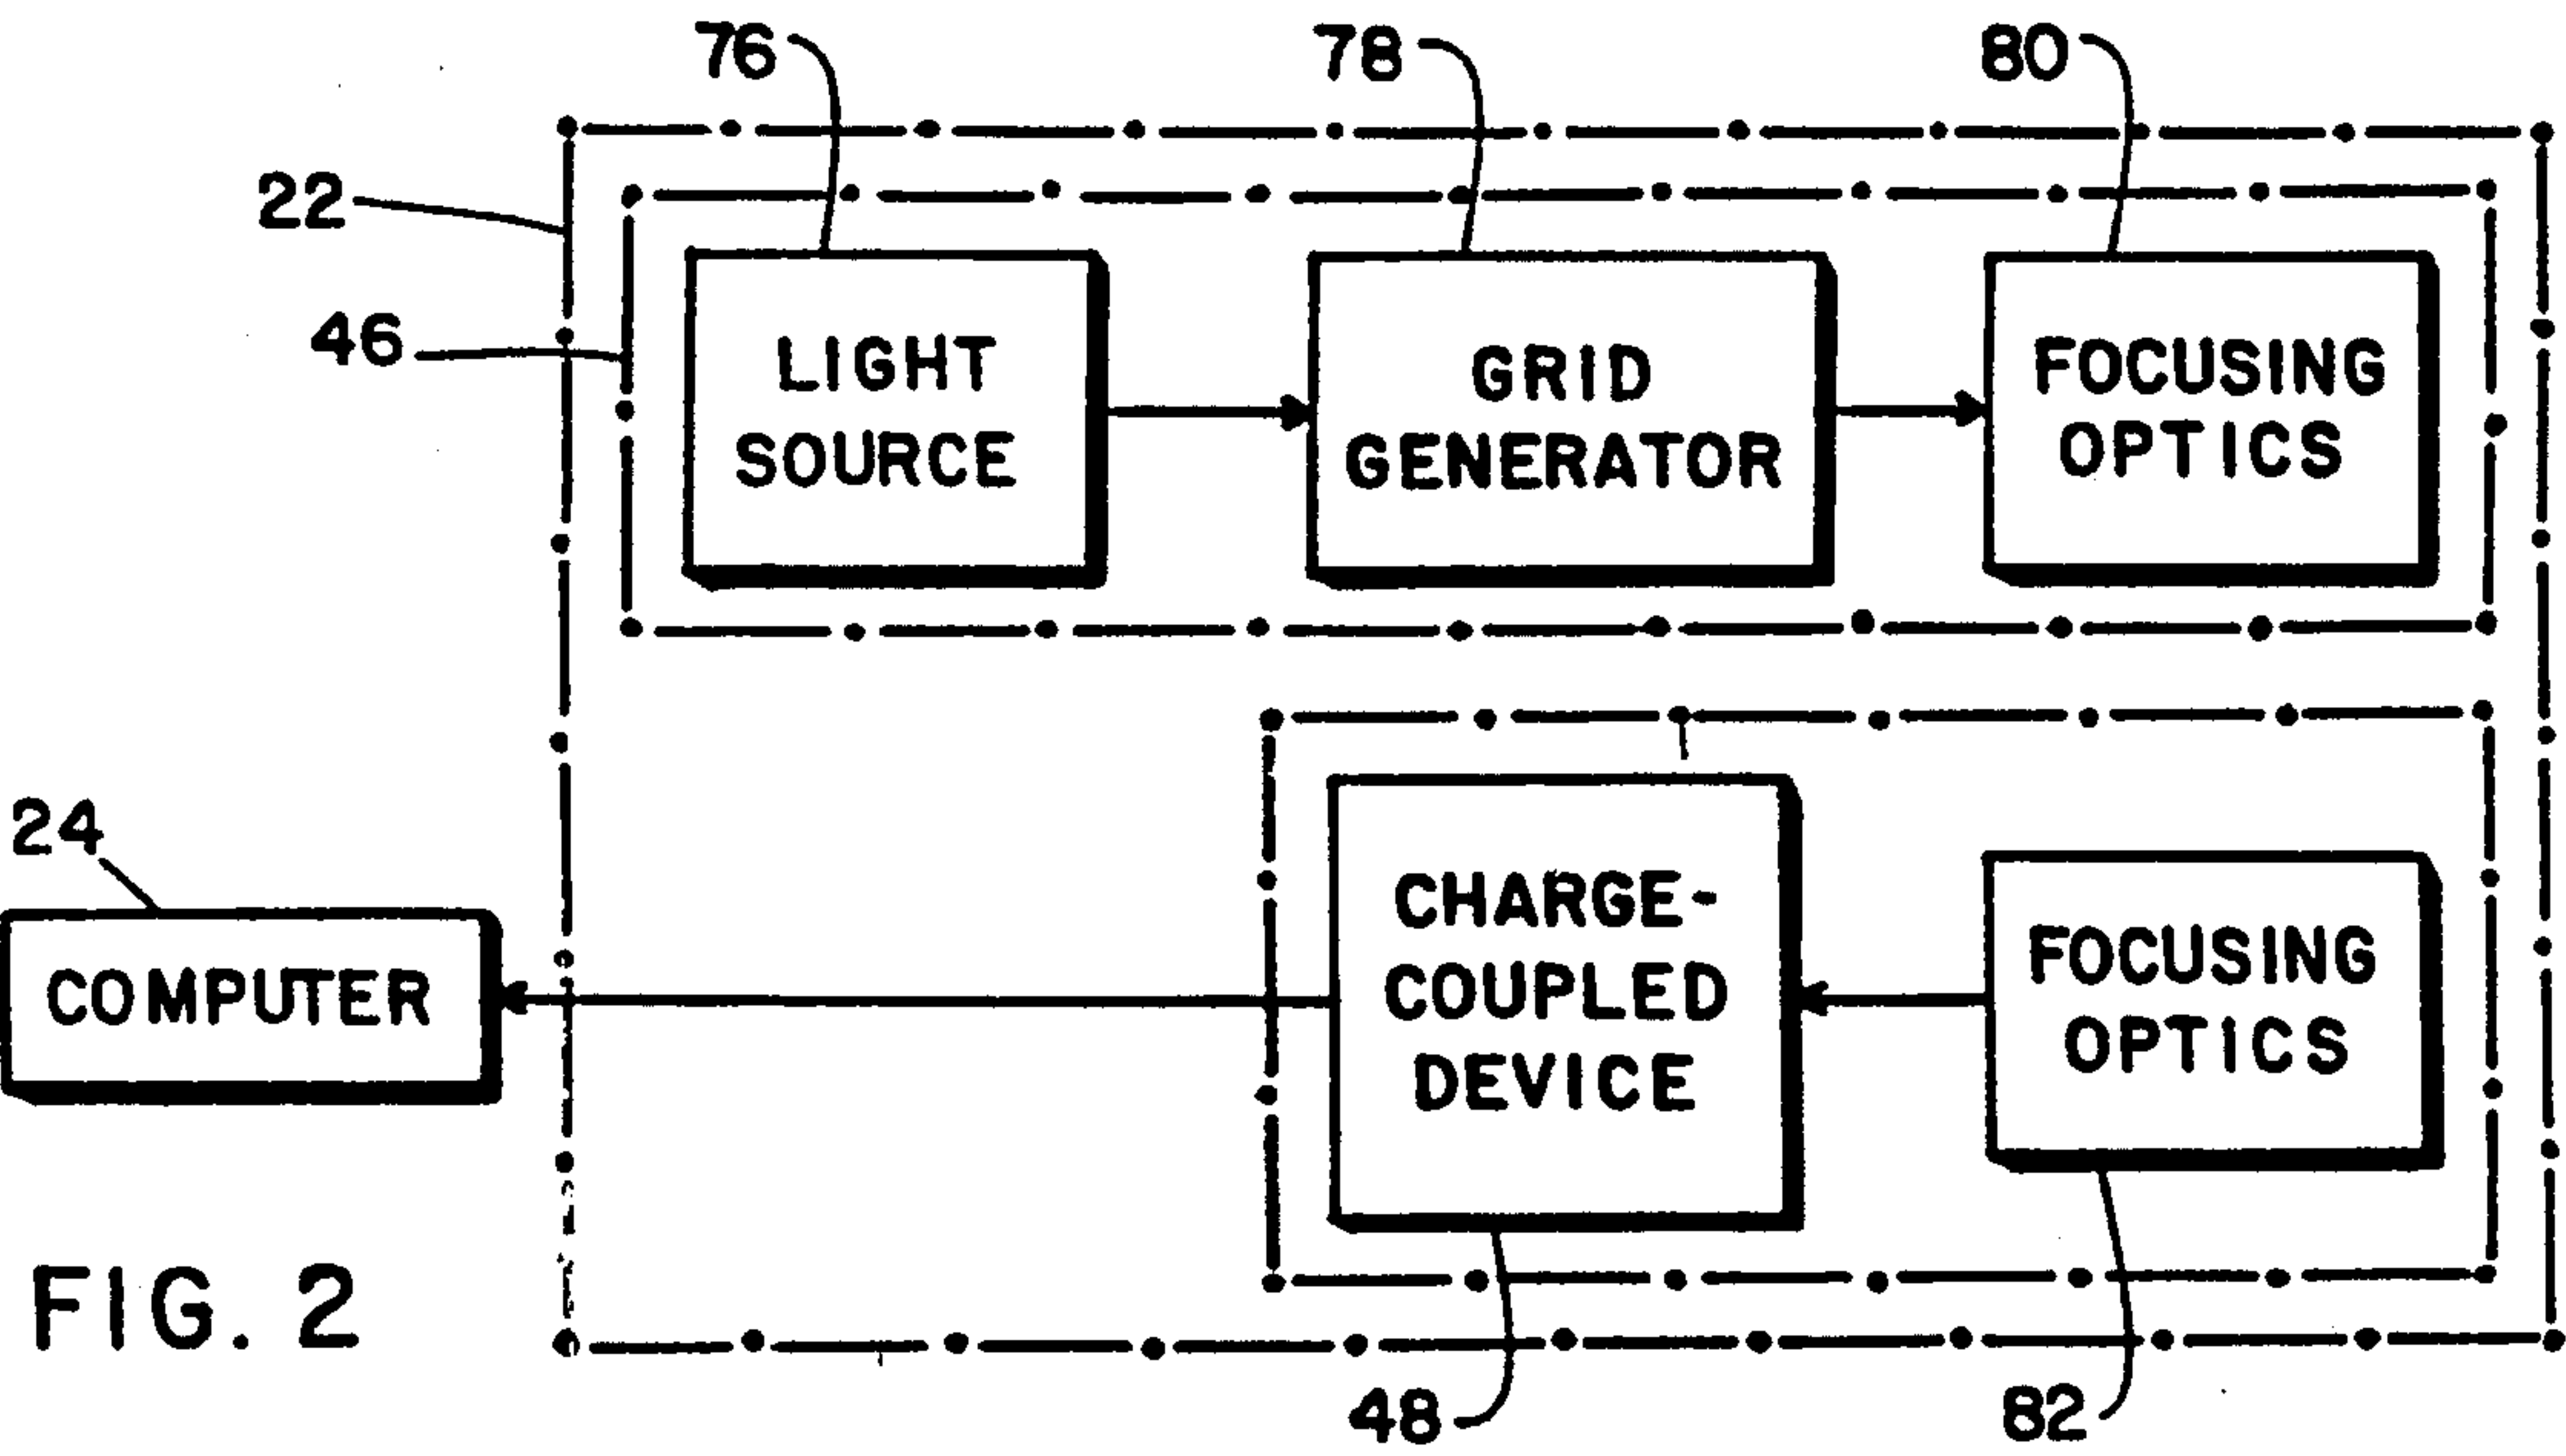 76
78
80
22
46
LIGHT
SOURCE
GRID
GENERATOR
FOCUSING
OPTICS
24
COMPUTER
CHARGE-
COUPLED
DEVICE
FOCUSING
OPTICS
FIG. 2
48
82